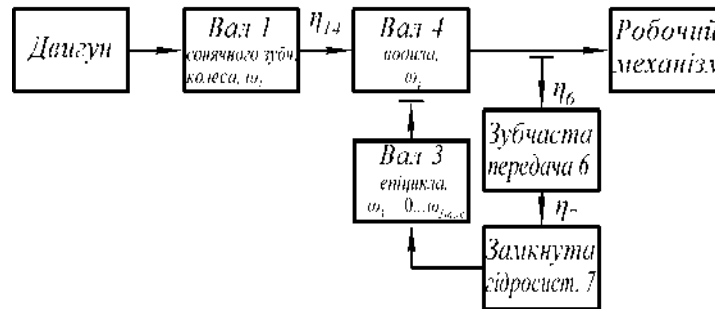 Двигун
Вал 1
сонячного зубч.
колеса, ω₁
η₁₄
Вал 4
водила,
Робочий
механізм
η₆
Зубчаста
передача 6
Вал 3
епіцикла,
η₇
Замкнута
гідросист. 7